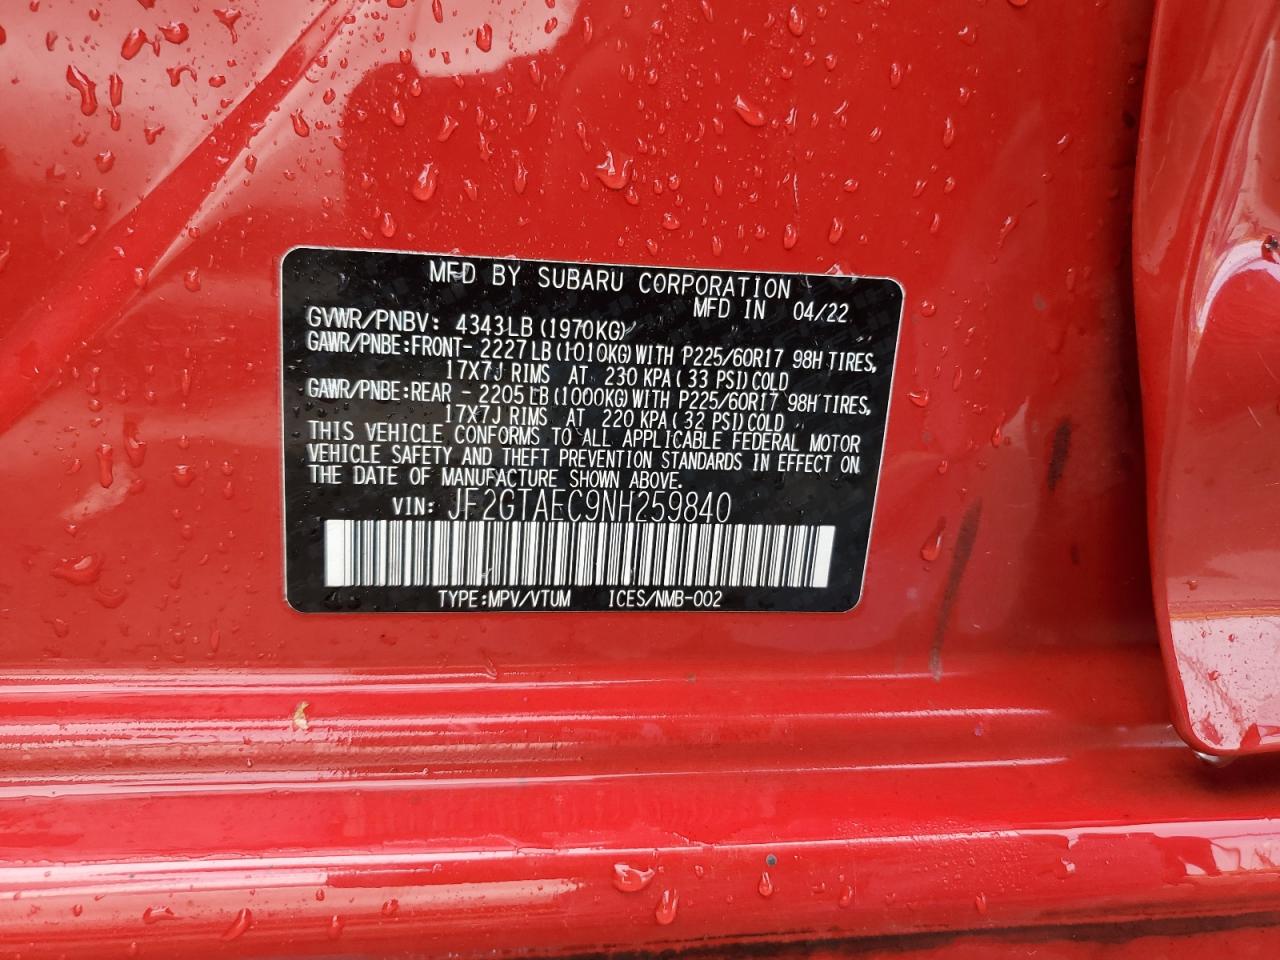 MFD BY SUBARU CORPORATION
MFD IN 04/22
GVWR/PNBV: 4343LB (1970KG)
GAWR/PNBE:FRONT- 2227LB (1010KG) WITH P225/60R17 98H TIRES,
17X7J RIMS AT 230 KPA (33 PSI) COLD
GAWR/PNBE:REAR - 2205LB (1000KG) WITH P225/60R17 98H TIRES,
17X7J RIMS AT 220 KPA (32 PSI) COLD
THIS VEHICLE CONFORMS TO ALL APPLICABLE FEDERAL MOTOR
VEHICLE SAFETY AND THEFT PREVENTION STANDARDS IN EFFECT ON
THE DATE OF MANUFACTURE SHOWN ABOVE.
VIN: JF2GTAEC9NH259840
TYPE:MPV/VTUM ICES/NMB-002